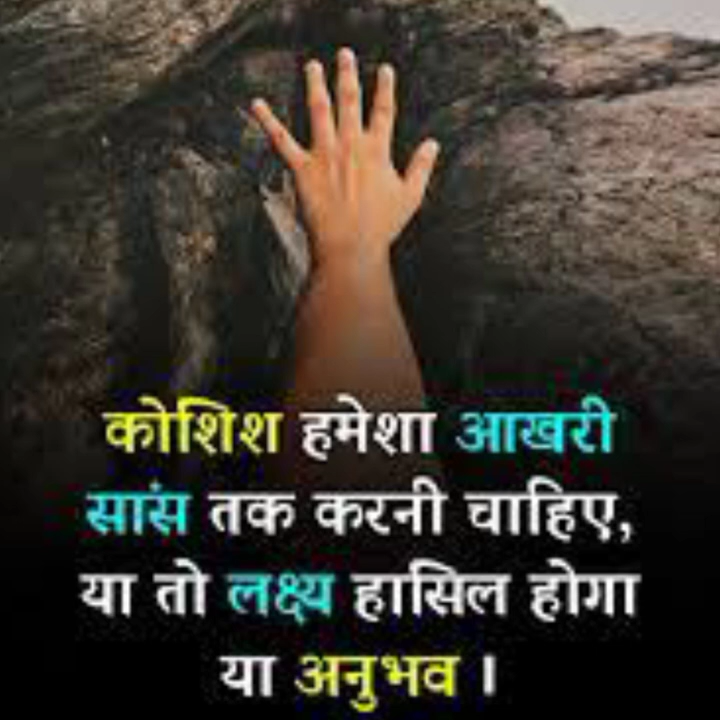 कोशिश हमेशा आखरी
सांस तक करनी चाहिए,
या तो लक्ष्य हासिल होगा
या अनुभव ।